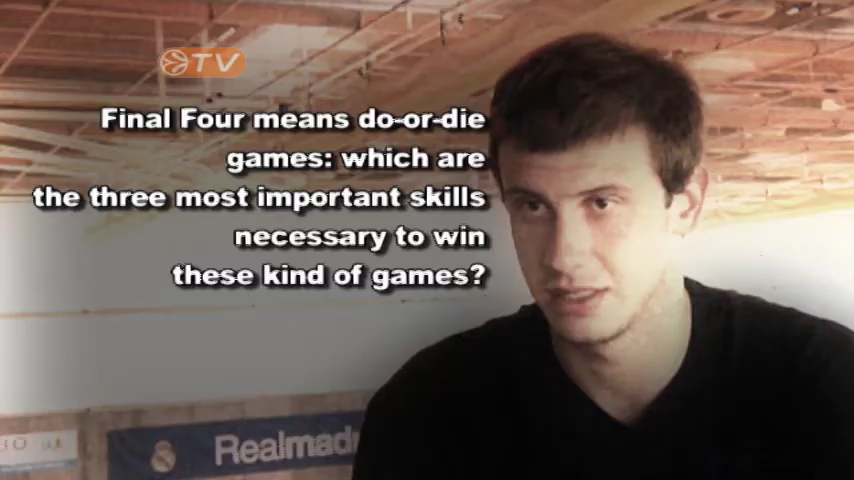 TV
Final Four means do-or-die
games: which are
the three most important skills
necessary to win
these kind of games?
Realmad